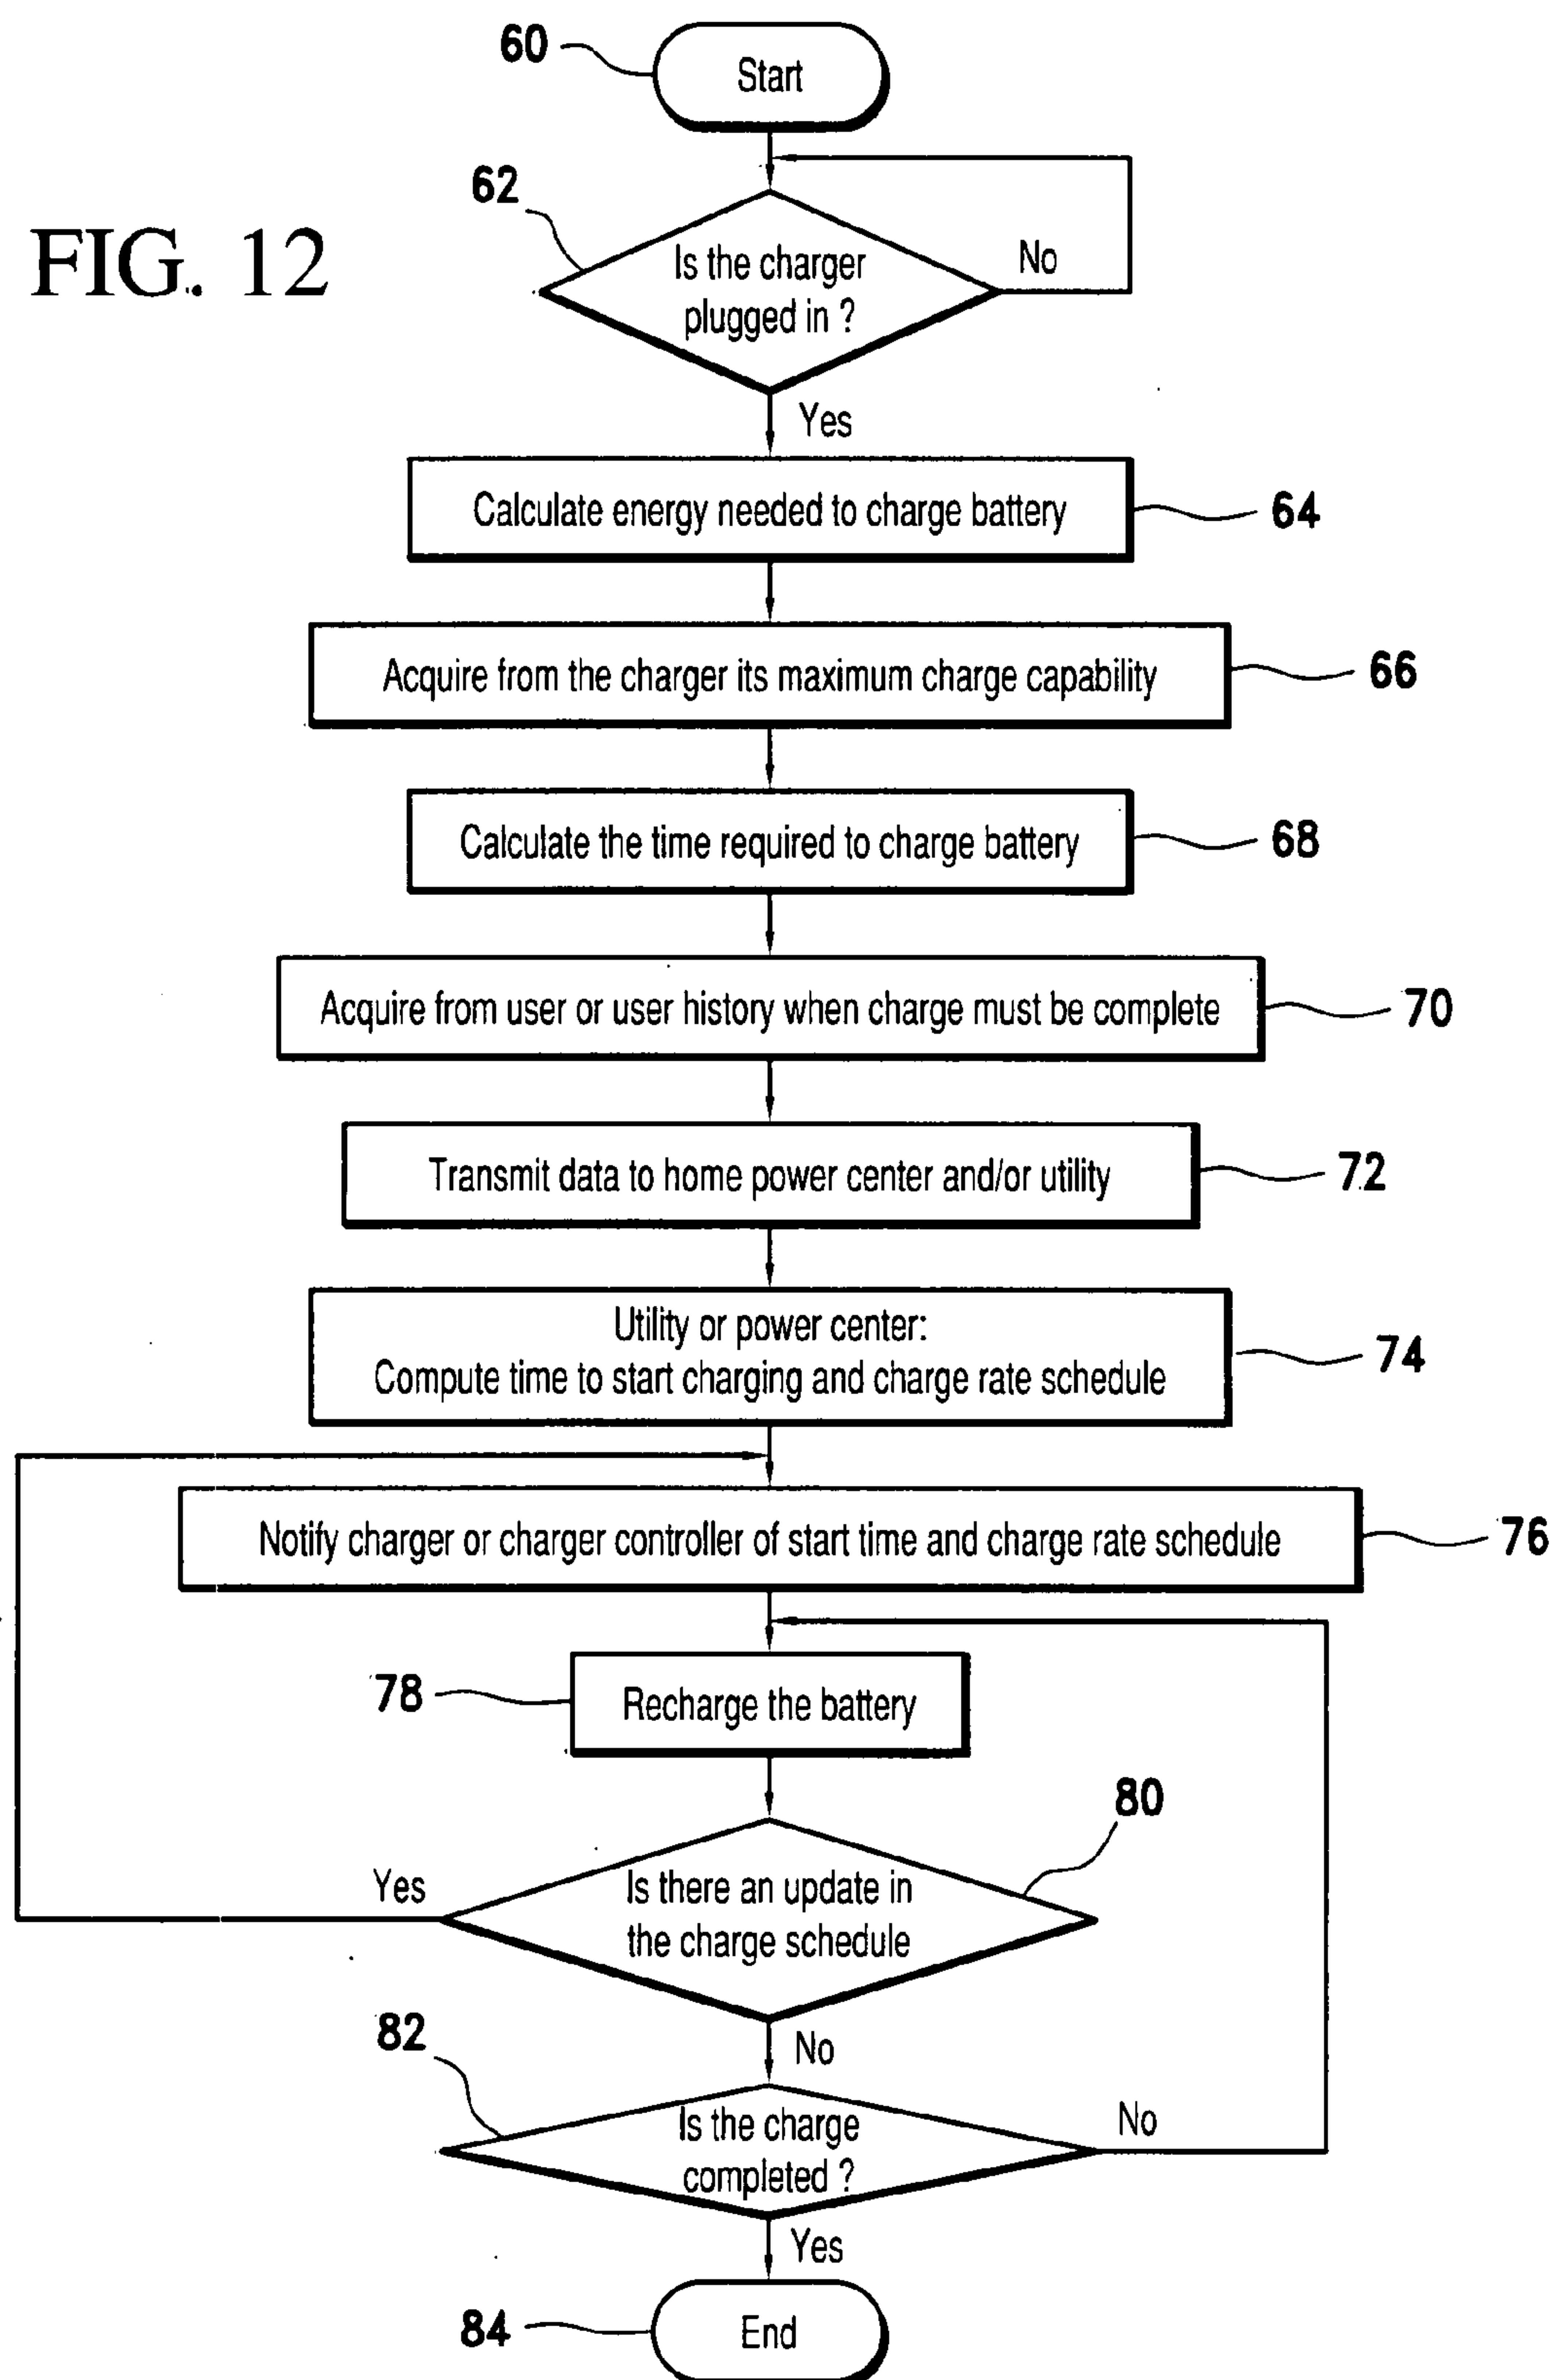 60
Start
62
FIG. 12
Is the charger
plugged in ?
No
Yes
Calculate energy needed to charge battery
64
Acquire from the charger its maximum charge capability
66
Calculate the time required to charge battery
68
Acquire from user or user history when charge must be complete
70
Transmit data to home power center and/or utility
72
Utility or power center:
Compute time to start charging and charge rate schedule
74
Notify charger or charger controller of start time and charge rate schedule
76
78
Recharge the battery
80
Yes
Is there an update in
the charge schedule
82
No
Is the charge
completed ?
No
Yes
84
End